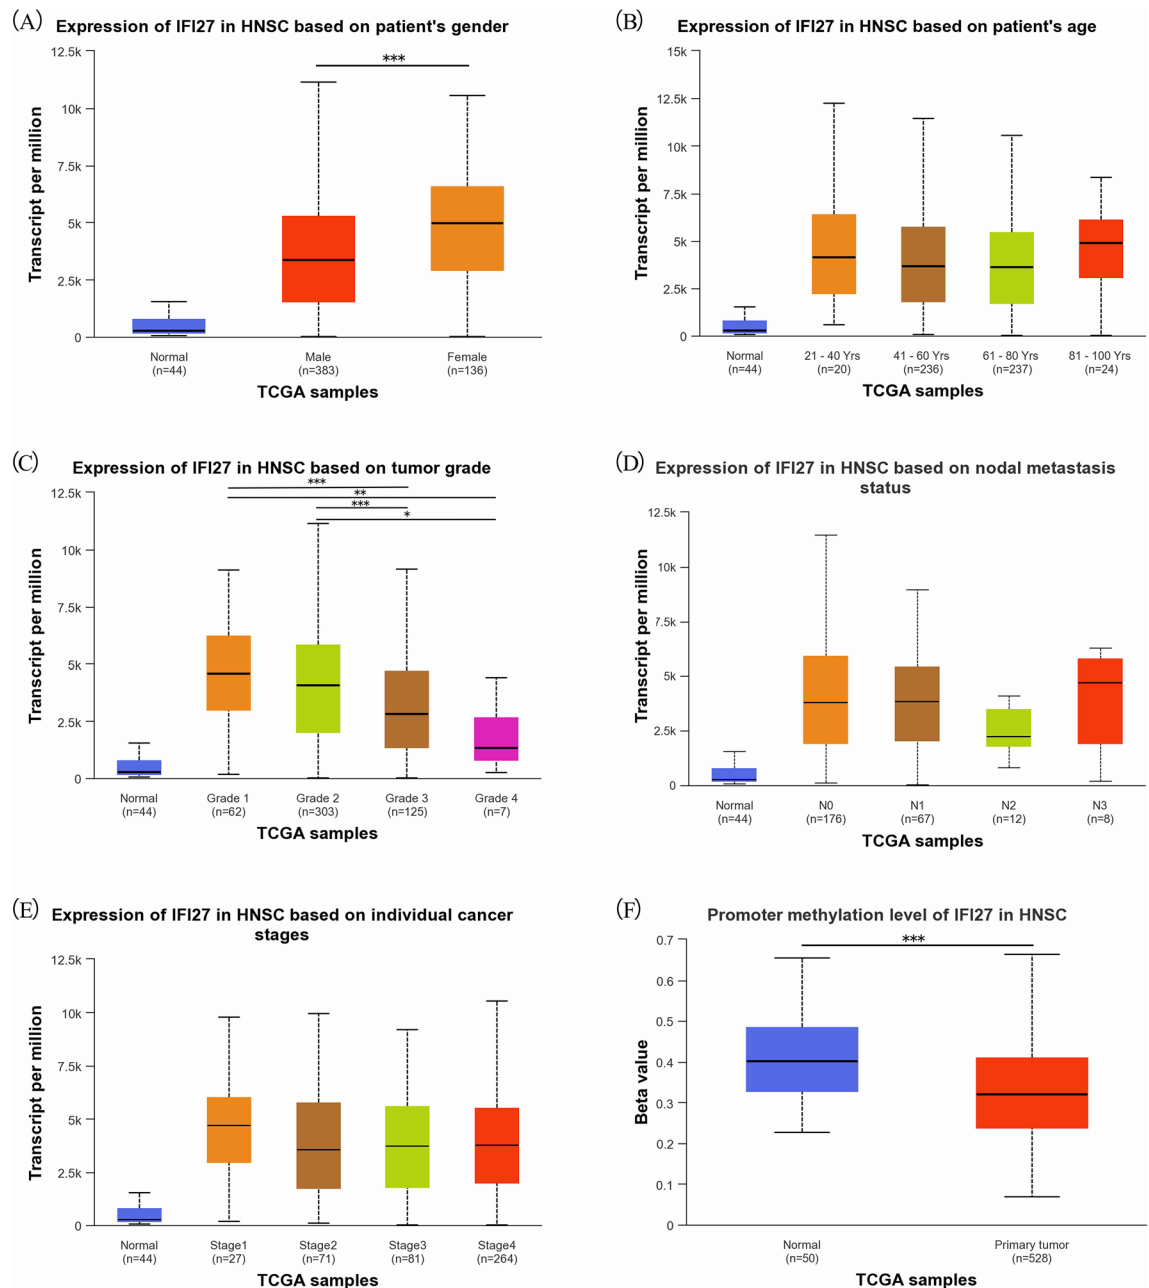 (A)
Expression of IFI27 in HNSC based on patient's gender
***
12.5k
10k
7.5k
5k
2.5k
0
Transcript per million
Normal
(n=44)
Male
(n=383)
Female
(n=136)
TCGA samples
(B)
Expression of IFI27 in HNSC based on patient's age
15k
12.5k
10k
7.5k
5k
2.5k
0
Transcript per million
Normal
(n=44)
21 - 40 Yrs
(n=20)
41 - 60 Yrs
(n=236)
61 - 80 Yrs
(n=237)
81 - 100 Yrs
(n=24)
TCGA samples
(C)
Expression of IFI27 in HNSC based on tumor grade
***
**
***
*
12.5k
10k
7.5k
5k
2.5k
0
Transcript per million
Normal
(n=44)
Grade 1
(n=62)
Grade 2
(n=303)
Grade 3
(n=125)
Grade 4
(n=7)
TCGA samples
(D)
Expression of IFI27 in HNSC based on nodal metastasis
status
12.5k
10k
7.5k
5k
2.5k
0
Transcript per million
Normal
(n=44)
N0
(n=176)
N1
(n=67)
N2
(n=12)
N3
(n=8)
TCGA samples
(E)
Expression of IFI27 in HNSC based on individual cancer
stages
12.5k
10k
7.5k
5k
2.5k
0
Transcript per million
Normal
(n=44)
Stage1
(n=27)
Stage2
(n=71)
Stage3
(n=81)
Stage4
(n=264)
TCGA samples
(F)
Promoter methylation level of IFI27 in HNSC
***
0.7
0.6
0.5
0.4
0.3
0.2
0.1
0
Beta value
Normal
(n=50)
Primary tumor
(n=528)
TCGA samples